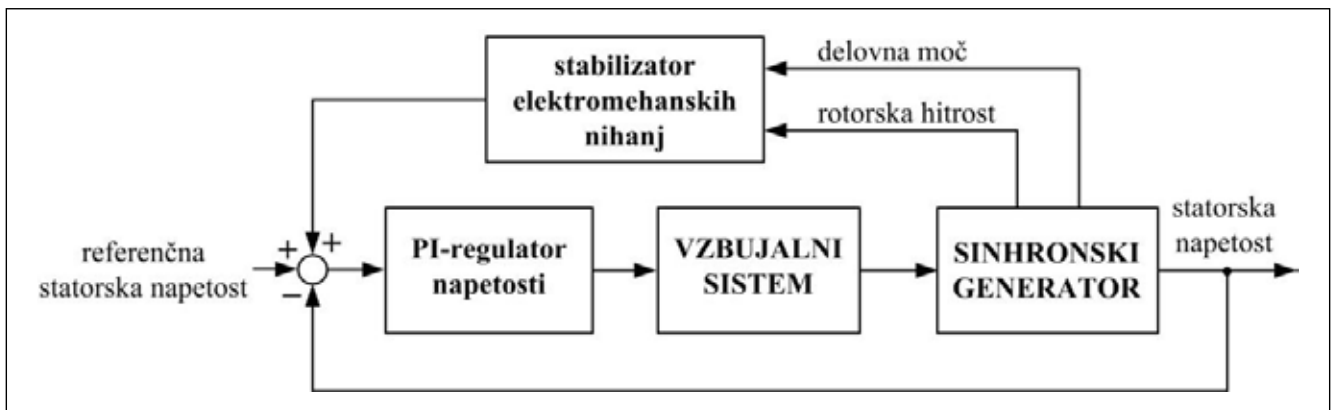 stabilizator
elektromehanskih
nihanj
delovna moč
rotorska hitrost
referenčna
statorska napetost
+
+
−
PI-regulator
napetosti
VZBUJALNI
SISTEM
SINHRONSKI
GENERATOR
statorska
napetost